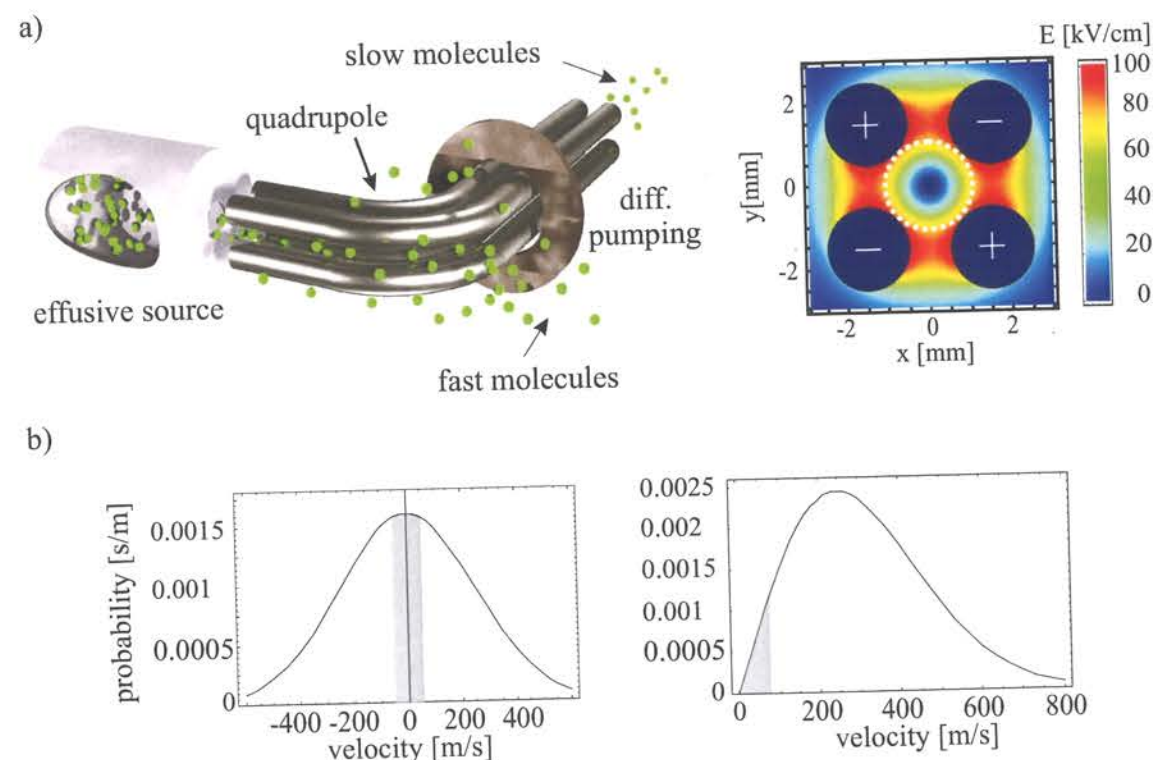 a)
slow molecules
quadrupole
diff.
pumping
effusive source
fast molecules
E [kV/cm]
100
80
60
40
20
0
y[mm]
2
0
-2
+
−
−
+
-2
0
2
x [mm]
b)
probability [s/m]
0.0015
0.001
0.0005
0
-400
-200
0
200
400
velocity [m/s]
0.0025
0.002
0.0015
0.001
0.0005
0
0
200
400
600
800
velocity [m/s]